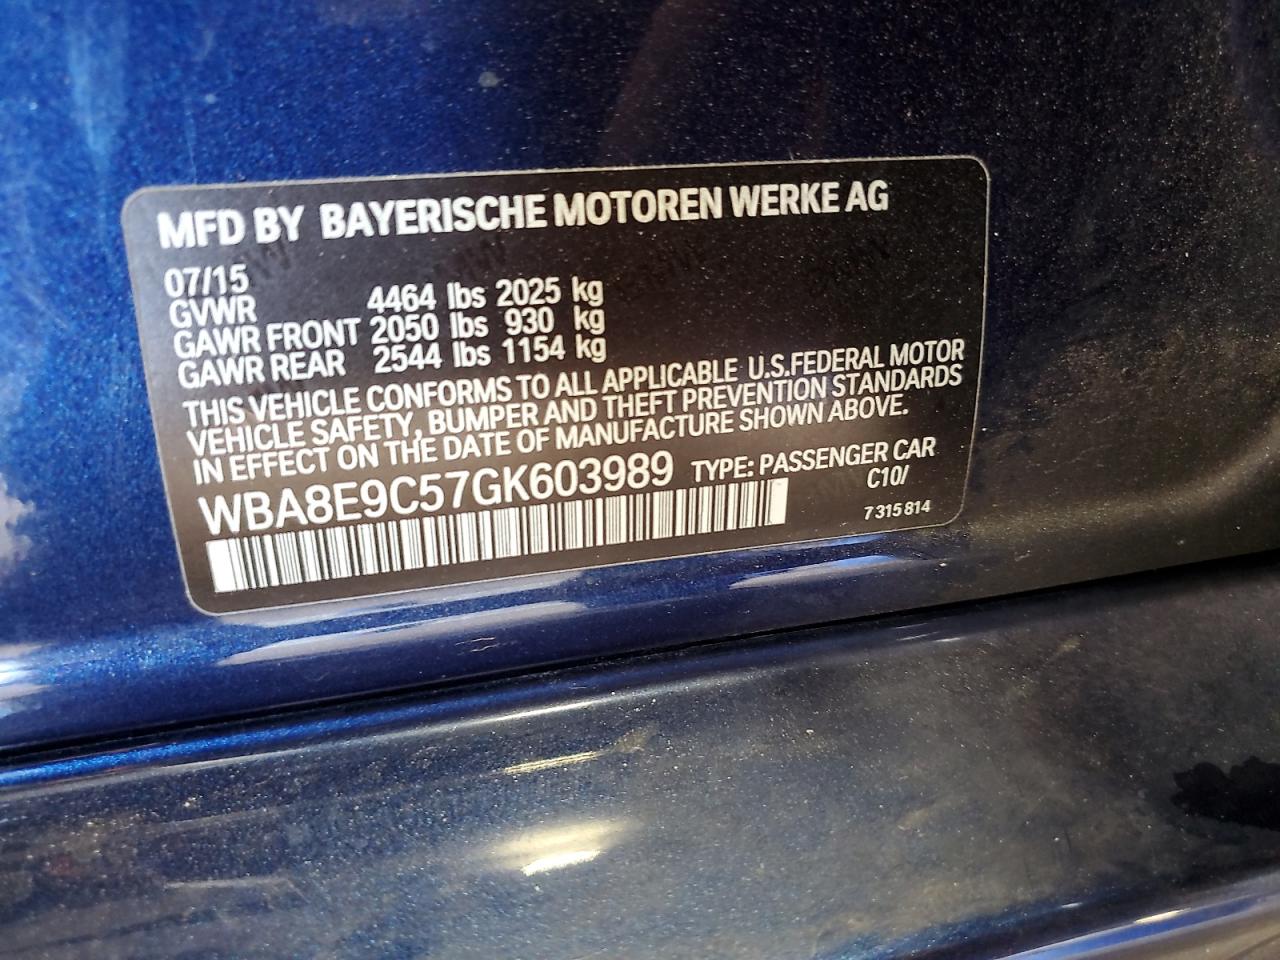 MFD BY BAYERISCHE MOTOREN WERKE AG
07/15
GVWR 4464 lbs 2025 kg
GAWR FRONT 2050 lbs 930 kg
GAWR REAR 2544 lbs 1154 kg
THIS VEHICLE CONFORMS TO ALL APPLICABLE U.S.FEDERAL MOTOR
VEHICLE SAFETY, BUMPER AND THEFT PREVENTION STANDARDS
IN EFFECT ON THE DATE OF MANUFACTURE SHOWN ABOVE.
WBA8E9C57GK603989 TYPE: PASSENGER CAR
C10/
7 315 814